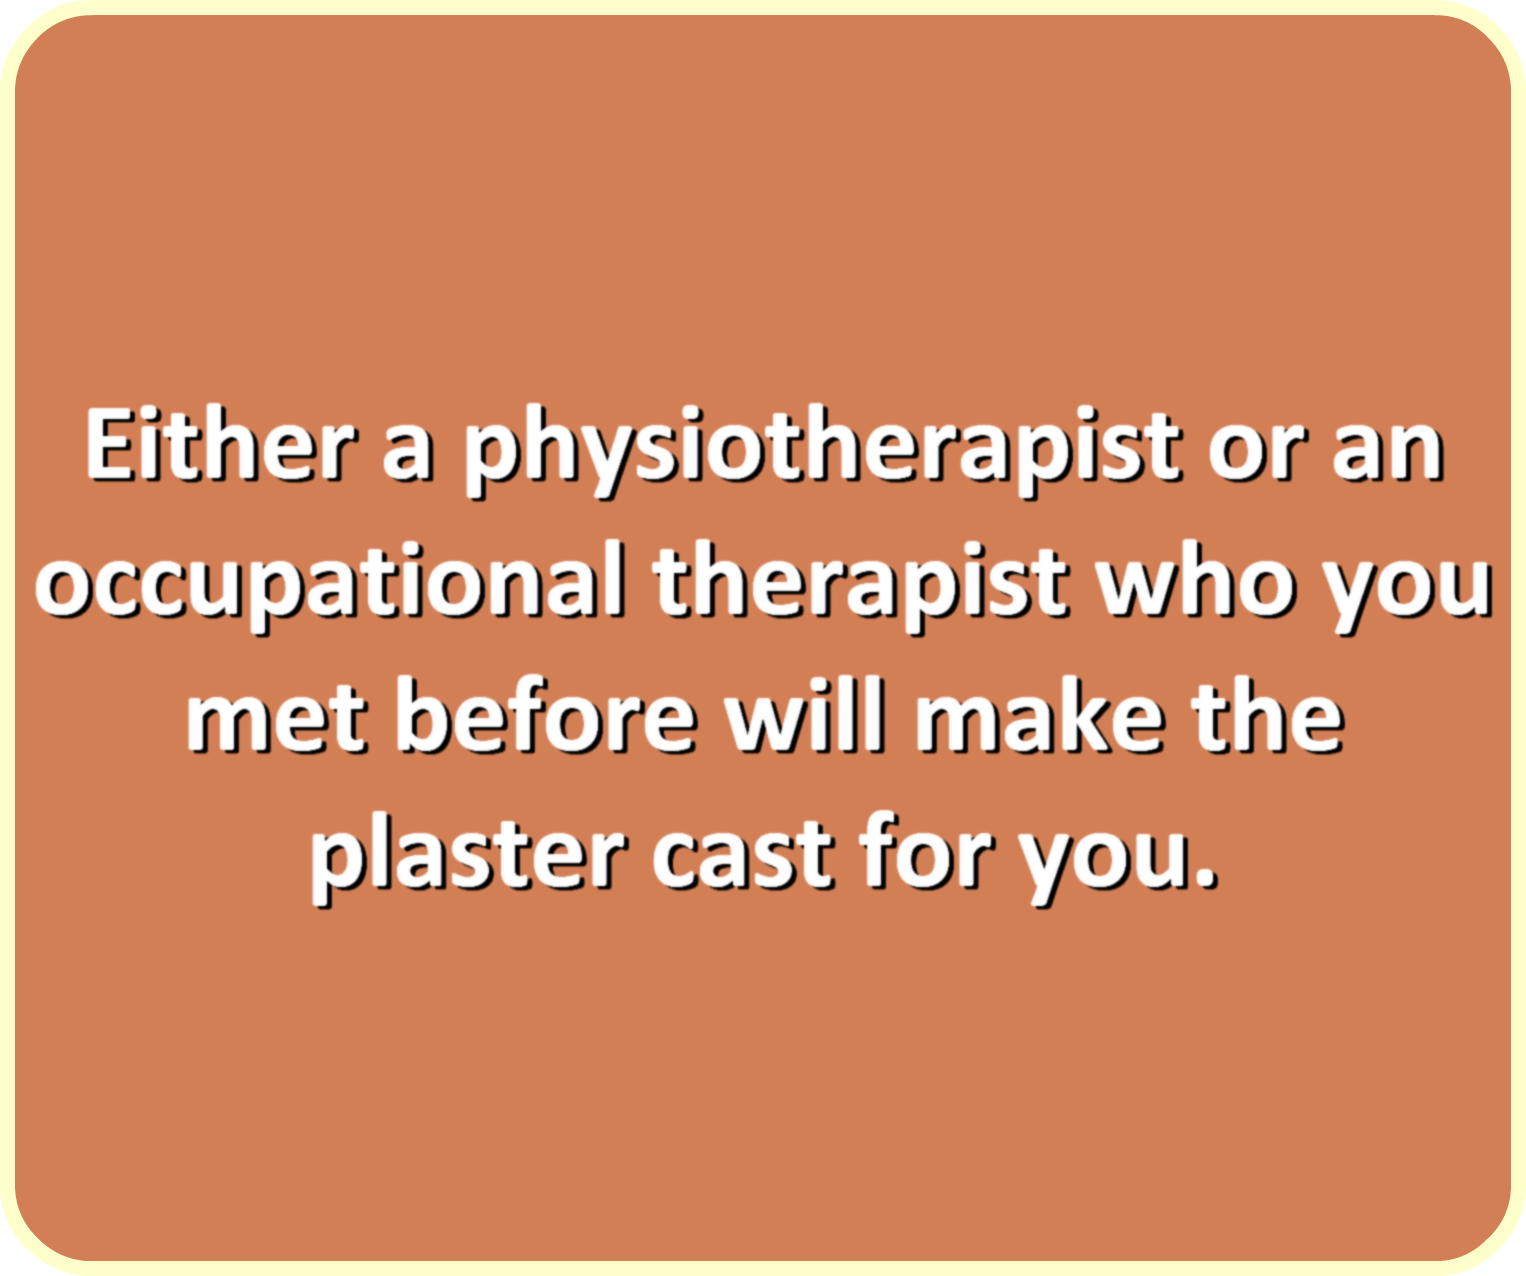 Either a physiotherapist or an
occupational therapist who you
met before will make the
plaster cast for you.